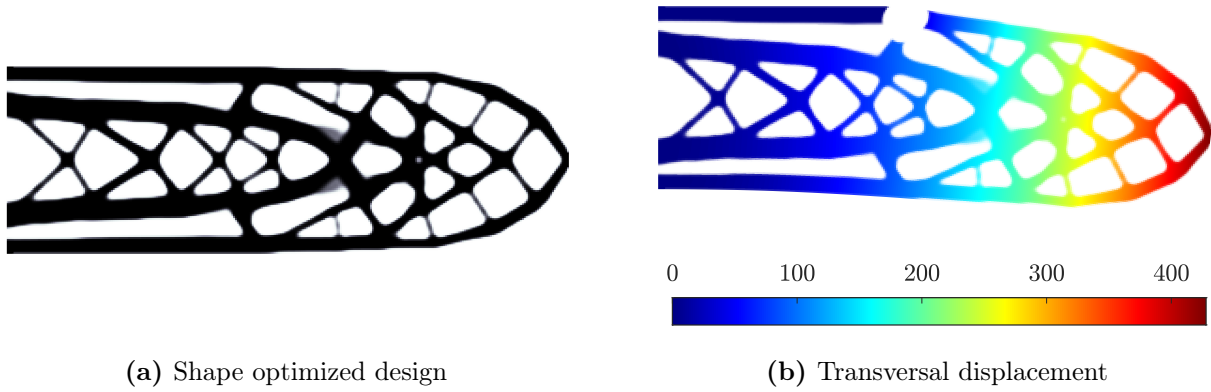 0 100 200 300 400
(a) Shape optimized design
(b) Transversal displacement